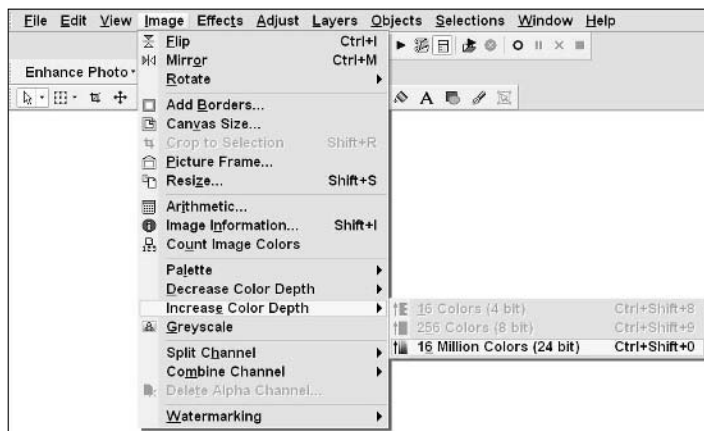 File Edit View Image Effects Adjust Layers Objects Selections Window Help
Flip Ctrl+I
Mirror Ctrl+M
Enhance Photo
Rotate
Add Borders...
Canvas Size...
Crop to Selection Shift+R
Picture Frame...
Resize... Shift+S
Arithmetic...
Image Information... Shift+I
Count Image Colors
Palette
Decrease Color Depth
Increase Color Depth
16 Colors (4 bit) Ctrl+Shift+8
256 Colors (8 bit) Ctrl+Shift+9
16 Million Colors (24 bit) Ctrl+Shift+0
Greyscale
Split Channel
Combine Channel
Delete Alpha Channel...
Watermarking